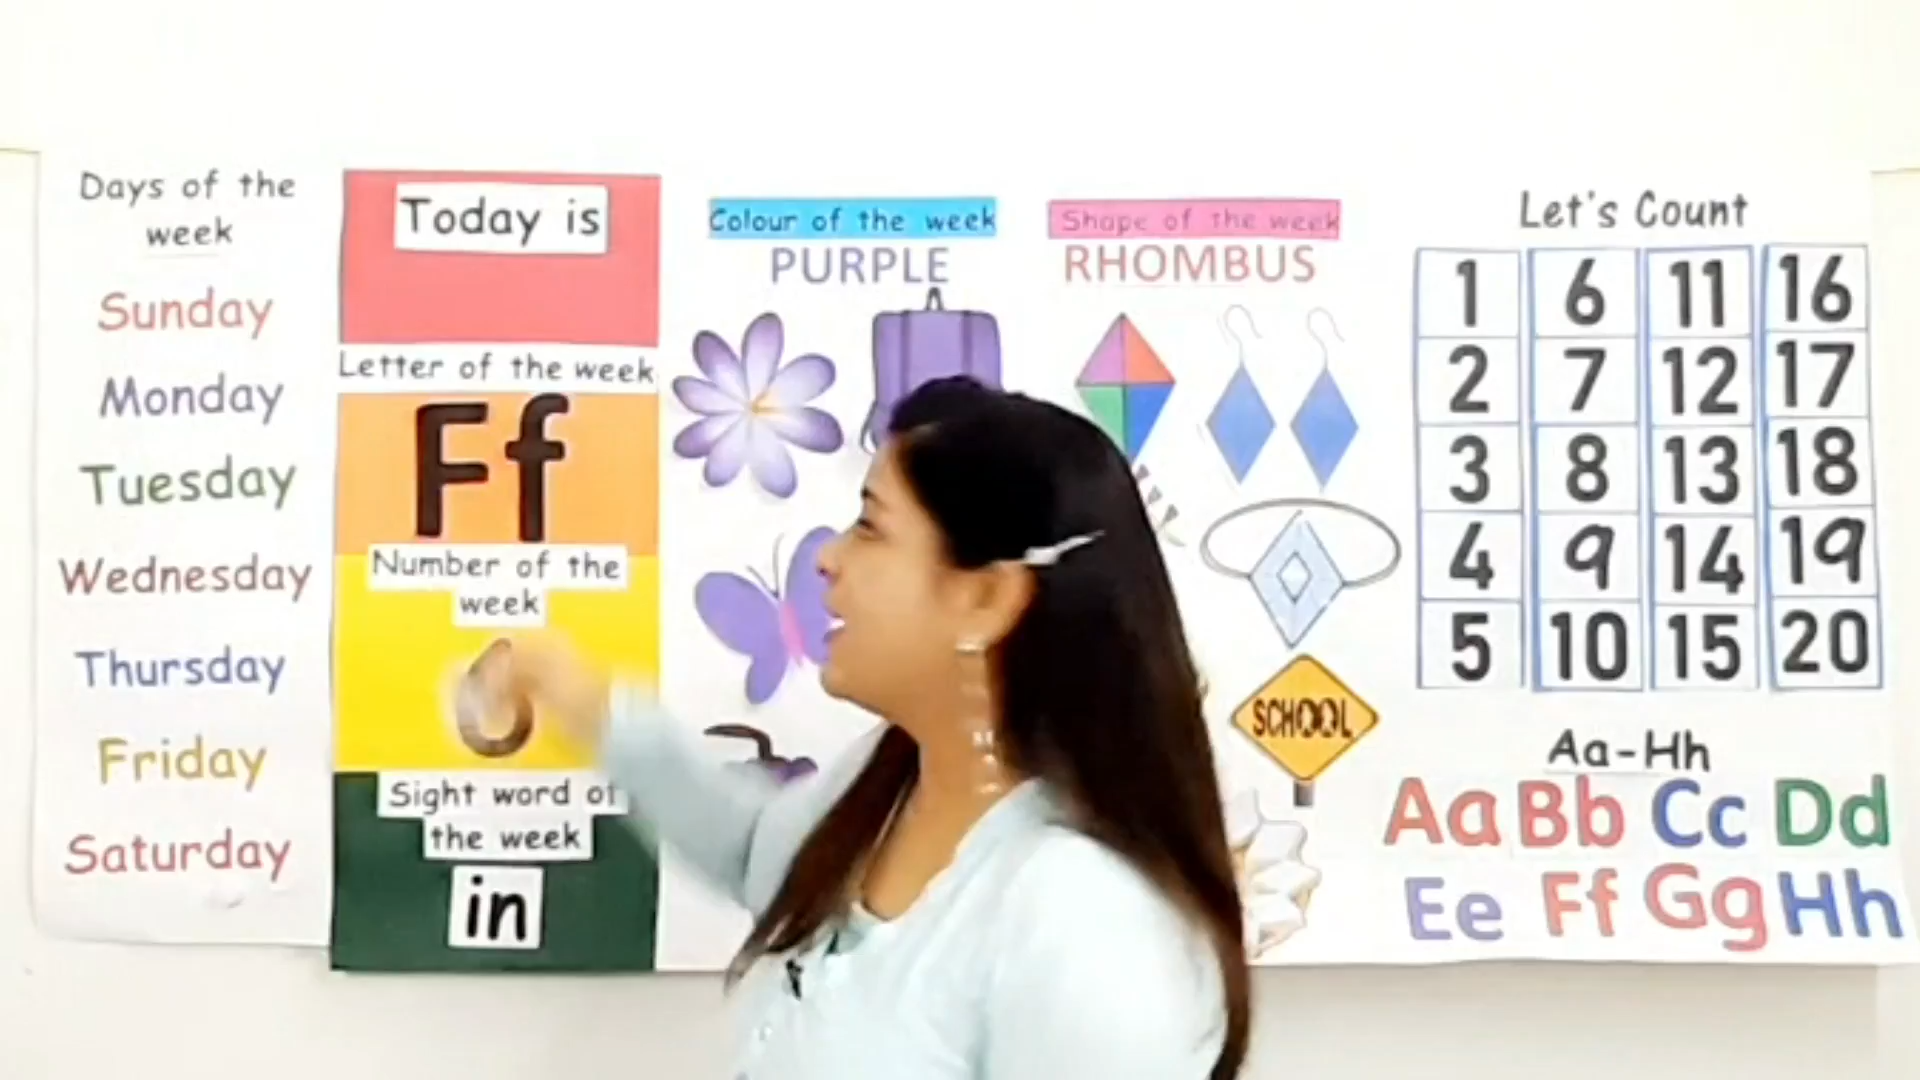 Days of the
week
Sunday
Monday
Tuesday
Wednesday
Thursday
Friday
Saturday
Today is
Letter of the week
Ff
Number of the
week
6
Sight word of
the week
in
Colour of the week
PURPLE
Shape of the week
RHOMBUS
SCHOOL
Let's Count
1 6 11 16
2 7 12 17
3 8 13 18
4 9 14 19
5 10 15 20
Aa-Hh
Aa Bb Cc Dd
Ee Ff Gg Hh